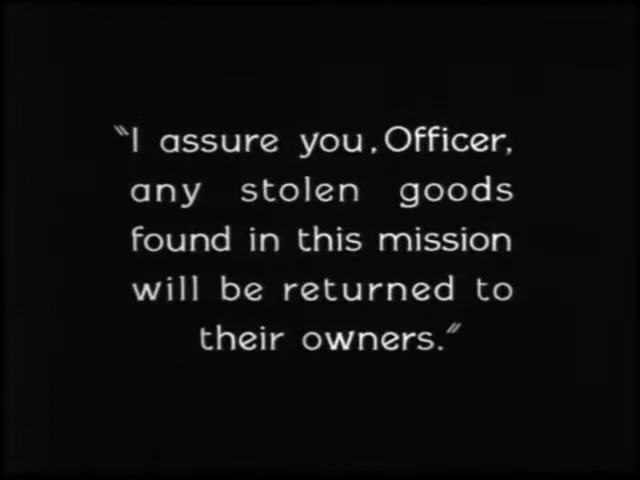 "I assure you, Officer,
any stolen goods
found in this mission
will be returned to
their owners."